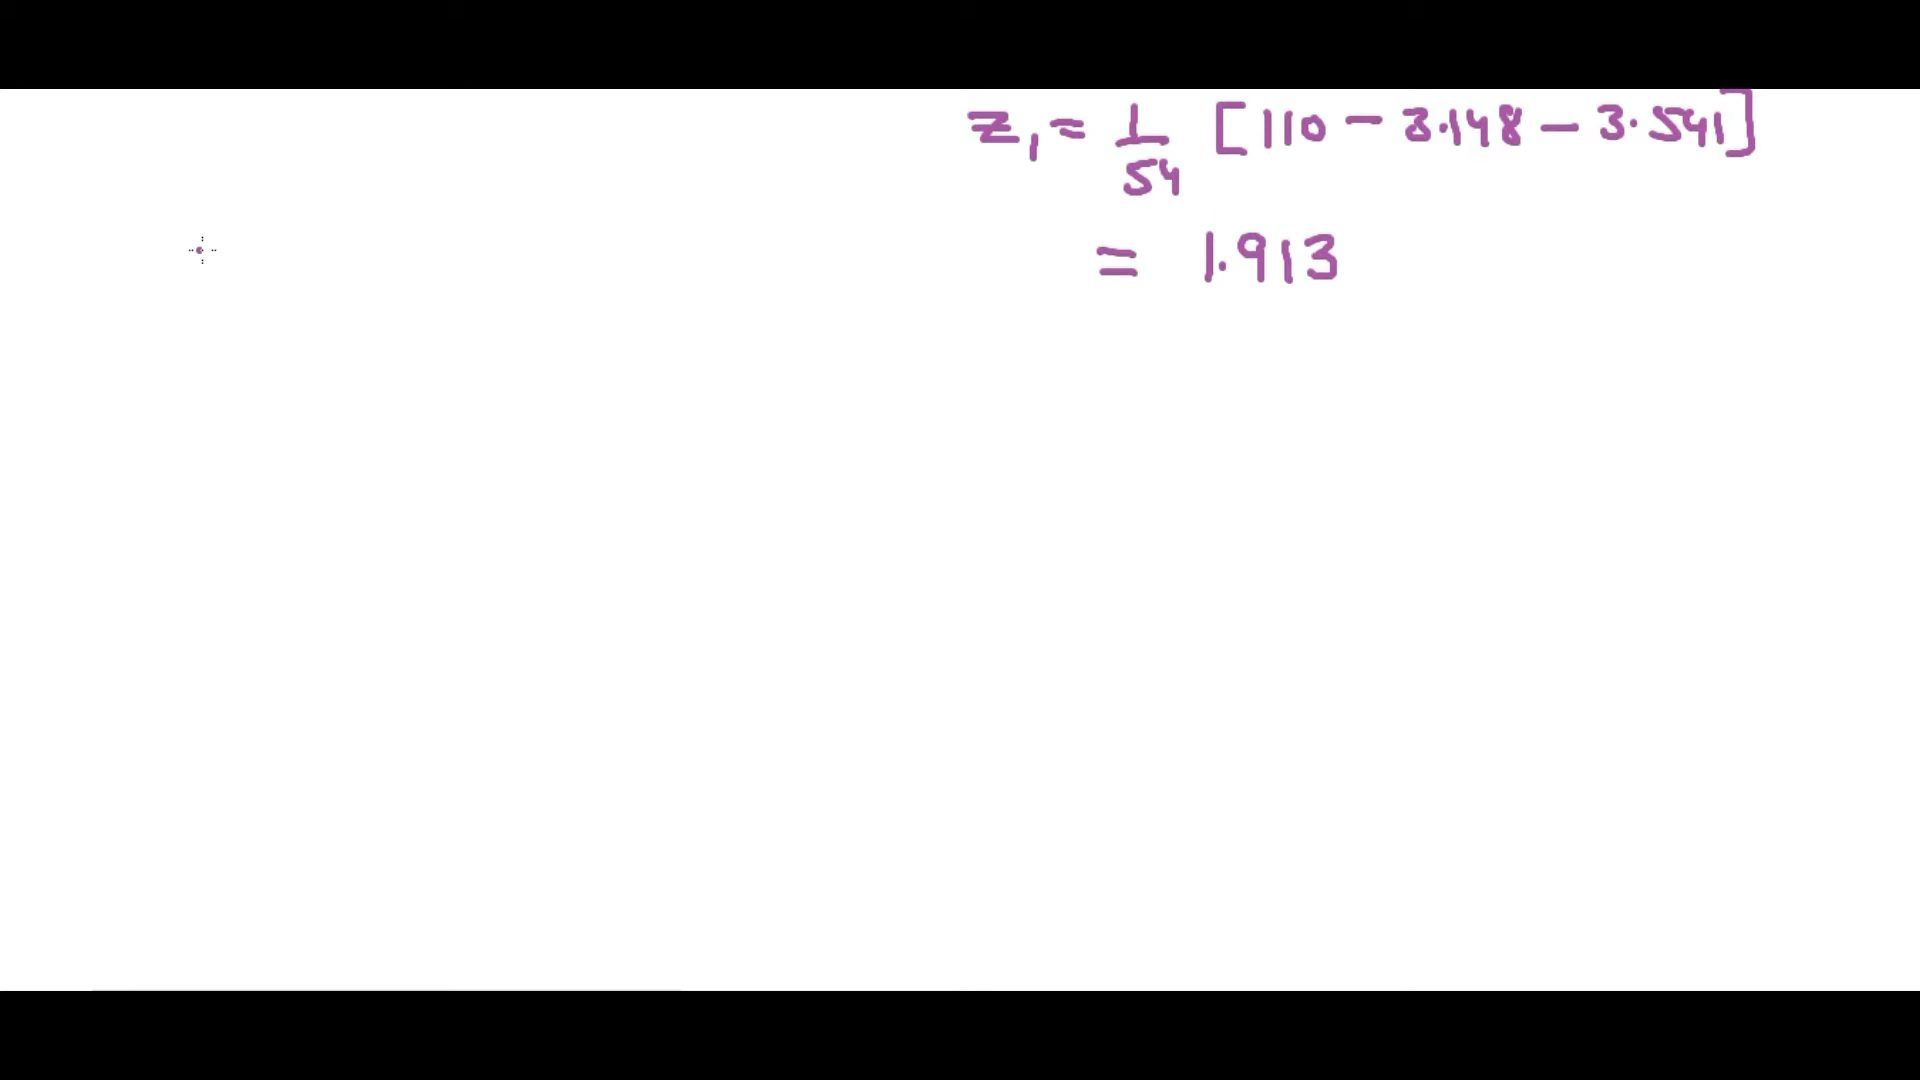 z₁ = 1/54 [110 - 3.148 - 3.541]
= 1.913